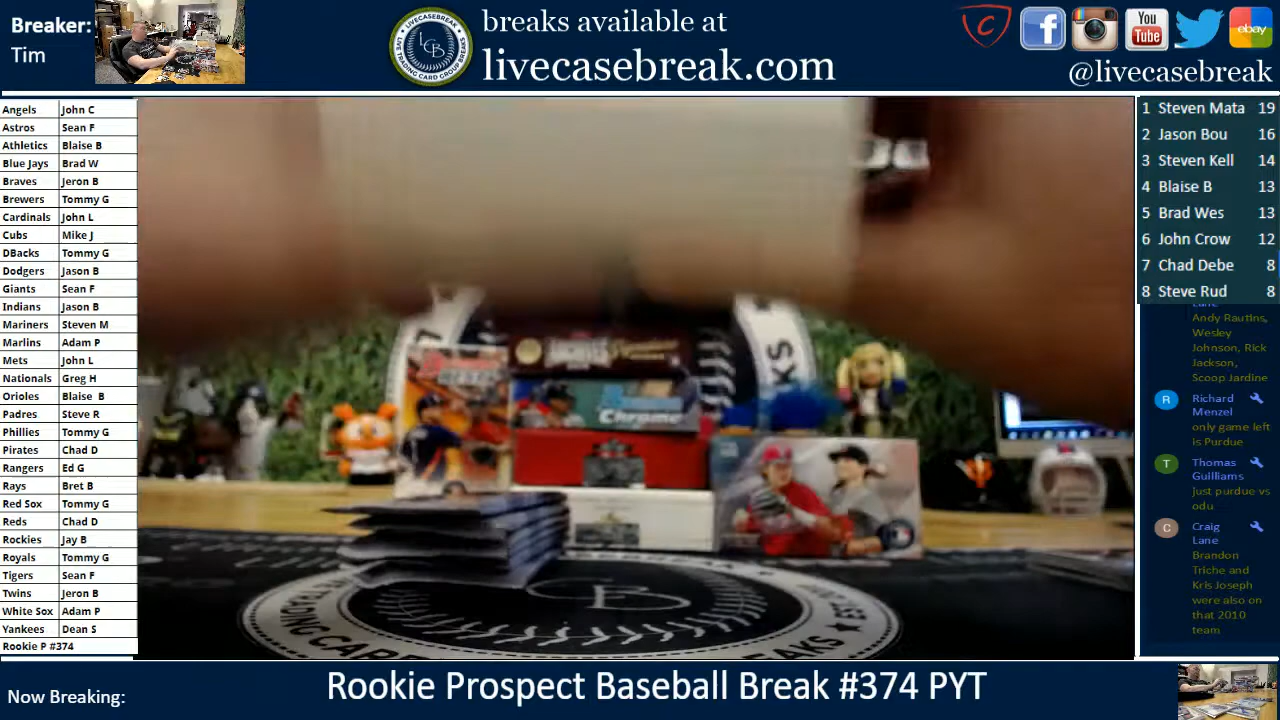 Breaker:
Tim
LCB
breaks available at
livecasebreak.com
You
Tube
ebay
@livecasebreak
Angels John C
Astros Sean F
Athletics Blaise B
Blue Jays Brad W
Braves Jeron B
Brewers Tommy G
Cardinals John L
Cubs Mike J
DBacks Tommy G
Dodgers Jason B
Giants Sean F
Indians Jason B
Mariners Steven M
Marlins Adam P
Mets John L
Nationals Greg H
Orioles Blaise B
Padres Steve R
Phillies Tommy G
Pirates Chad D
Rangers Ed G
Rays Bret B
Red Sox Tommy G
Reds Chad D
Rockies Jay B
Royals Tommy G
Tigers Sean F
Twins Jeron B
White Sox Adam P
Yankees Dean S
Rookie P #374
Chrome
1 Steven Mata 19
2 Jason Bou 16
3 Steven Kell 14
4 Blaise B 13
5 Brad Wes 13
6 John Crow 12
7 Chad Debe 8
8 Steve Rud 8
Lane
Andy Rautins,
Wesley
Johnson, Rick
Jackson,
Scoop Jardine
R Richard
Menzel
only game left
is Purdue
T Thomas
Guilliams
Just purdue vs
odu
C Craig
Lane
Brandon
Triche and
Kris Joseph
were also on
that 2010
team
Now Breaking:
Rookie Prospect Baseball Break #374 PYT